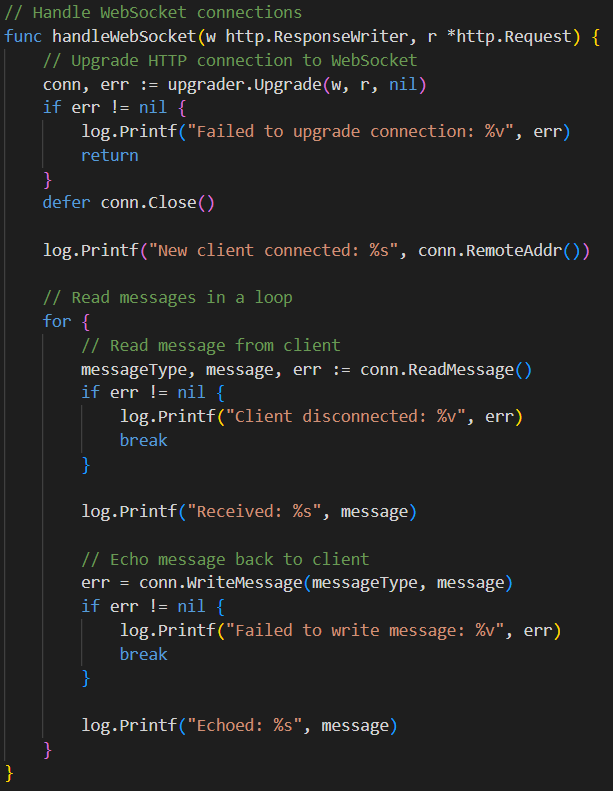 // Handle WebSocket connections
func handleWebSocket(w http.ResponseWriter, r *http.Request) {
    // Upgrade HTTP connection to WebSocket
    conn, err := upgrader.Upgrade(w, r, nil)
    if err != nil {
        log.Printf("Failed to upgrade connection: %v", err)
        return
    }
    defer conn.Close()

    log.Printf("New client connected: %s", conn.RemoteAddr())

    // Read messages in a loop
    for {
        // Read message from client
        messageType, message, err := conn.ReadMessage()
        if err != nil {
            log.Printf("Client disconnected: %v", err)
            break
        }

        log.Printf("Received: %s", message)

        // Echo message back to client
        err = conn.WriteMessage(messageType, message)
        if err != nil {
            log.Printf("Failed to write message: %v", err)
            break
        }

        log.Printf("Echoed: %s", message)
    }
}